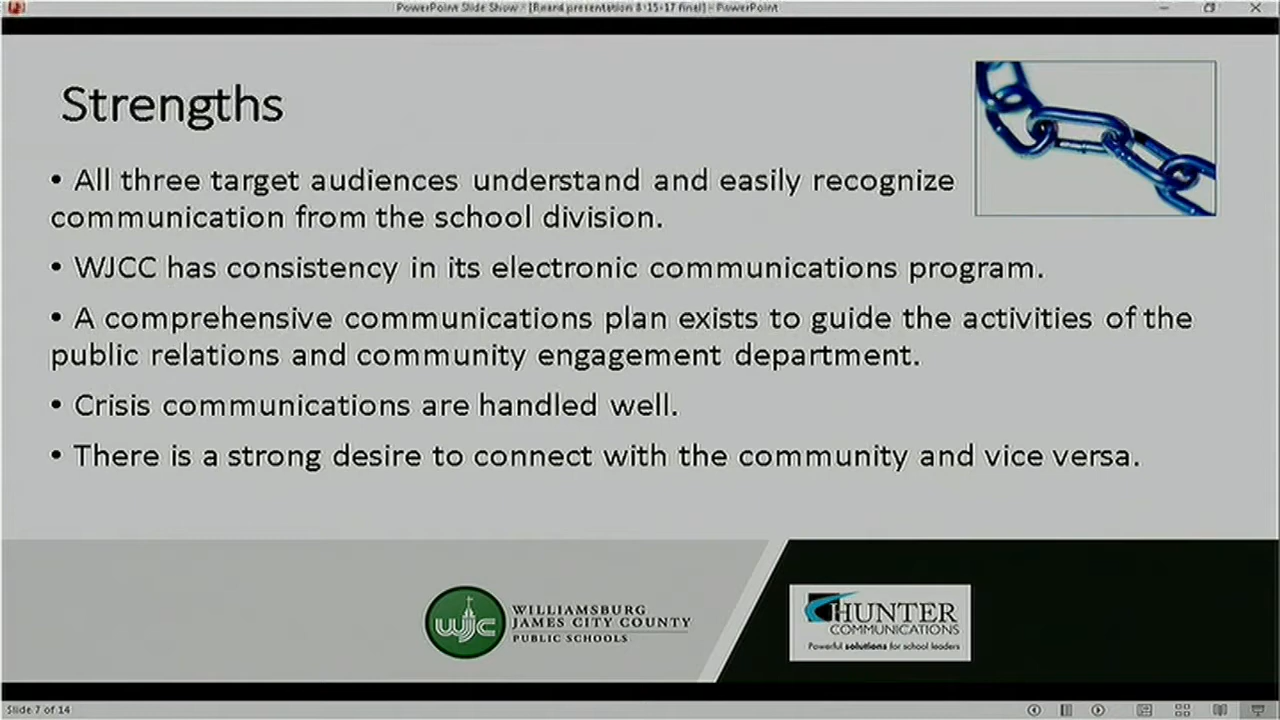 PowerPoint Slide Show - [Board presentation 8-15-17 final] - PowerPoint
Strengths
• All three target audiences understand and easily recognize
communication from the school division.
• WJCC has consistency in its electronic communications program.
• A comprehensive communications plan exists to guide the activities of the
public relations and community engagement department.
• Crisis communications are handled well.
• There is a strong desire to connect with the community and vice versa.
WJC
WILLIAMSBURG
JAMES CITY COUNTY
PUBLIC SCHOOLS
HUNTER
COMMUNICATIONS
Powerful solutions for school leaders
Slide 7 of 14